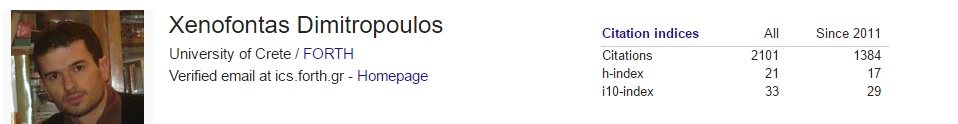 Xenofontas Dimitropoulos
University of Crete / FORTH
Verified email at ics.forth.gr - Homepage
Citation indices All Since 2011
Citations 2101 1384
h-index 21 17
i10-index 33 29